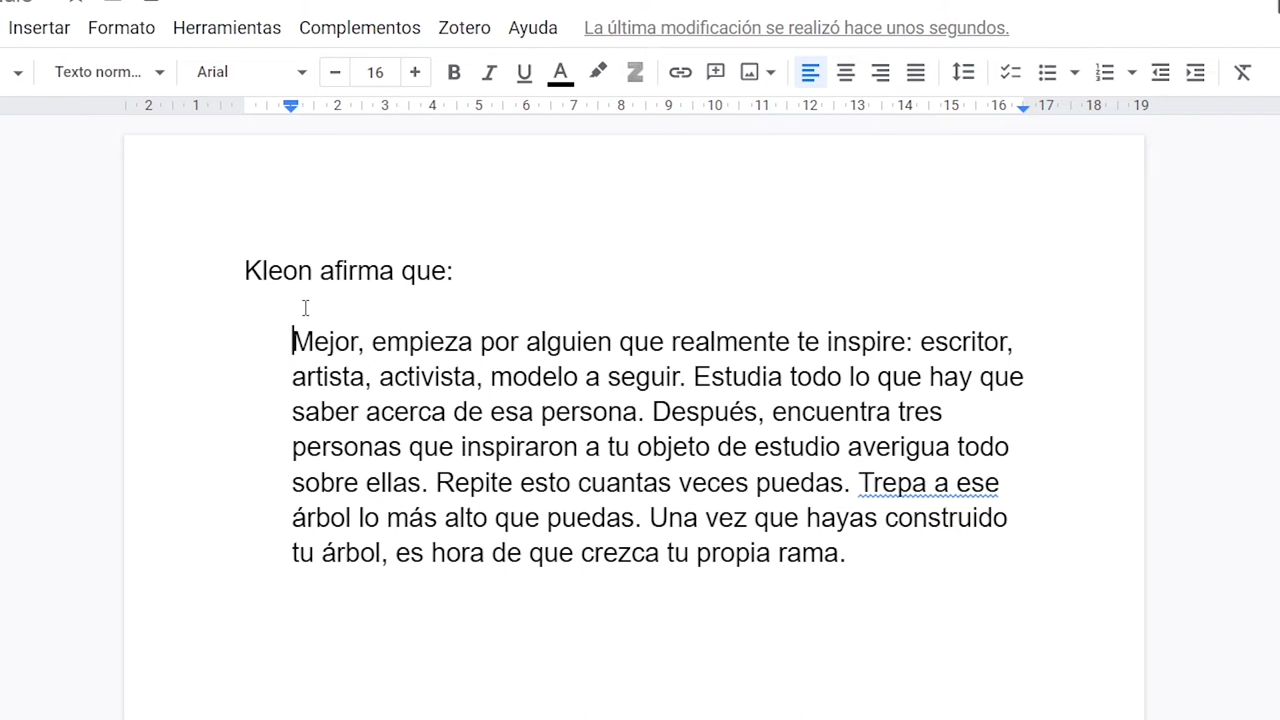 Insertar Formato Herramientas Complementos Zotero Ayuda La última modificación se realizó hace unos segundos.
Texto norm... Arial 16 B I U A Z
2 1 1 2 3 4 5 6 7 8 9 10 11 12 13 14 15 16 17 18 19
Kleon afirma que:
Mejor, empieza por alguien que realmente te inspire: escritor,
artista, activista, modelo a seguir. Estudia todo lo que hay que
saber acerca de esa persona. Después, encuentra tres
personas que inspiraron a tu objeto de estudio averigua todo
sobre ellas. Repite esto cuantas veces puedas. Trepa a ese
árbol lo más alto que puedas. Una vez que hayas construido
tu árbol, es hora de que crezca tu propia rama.